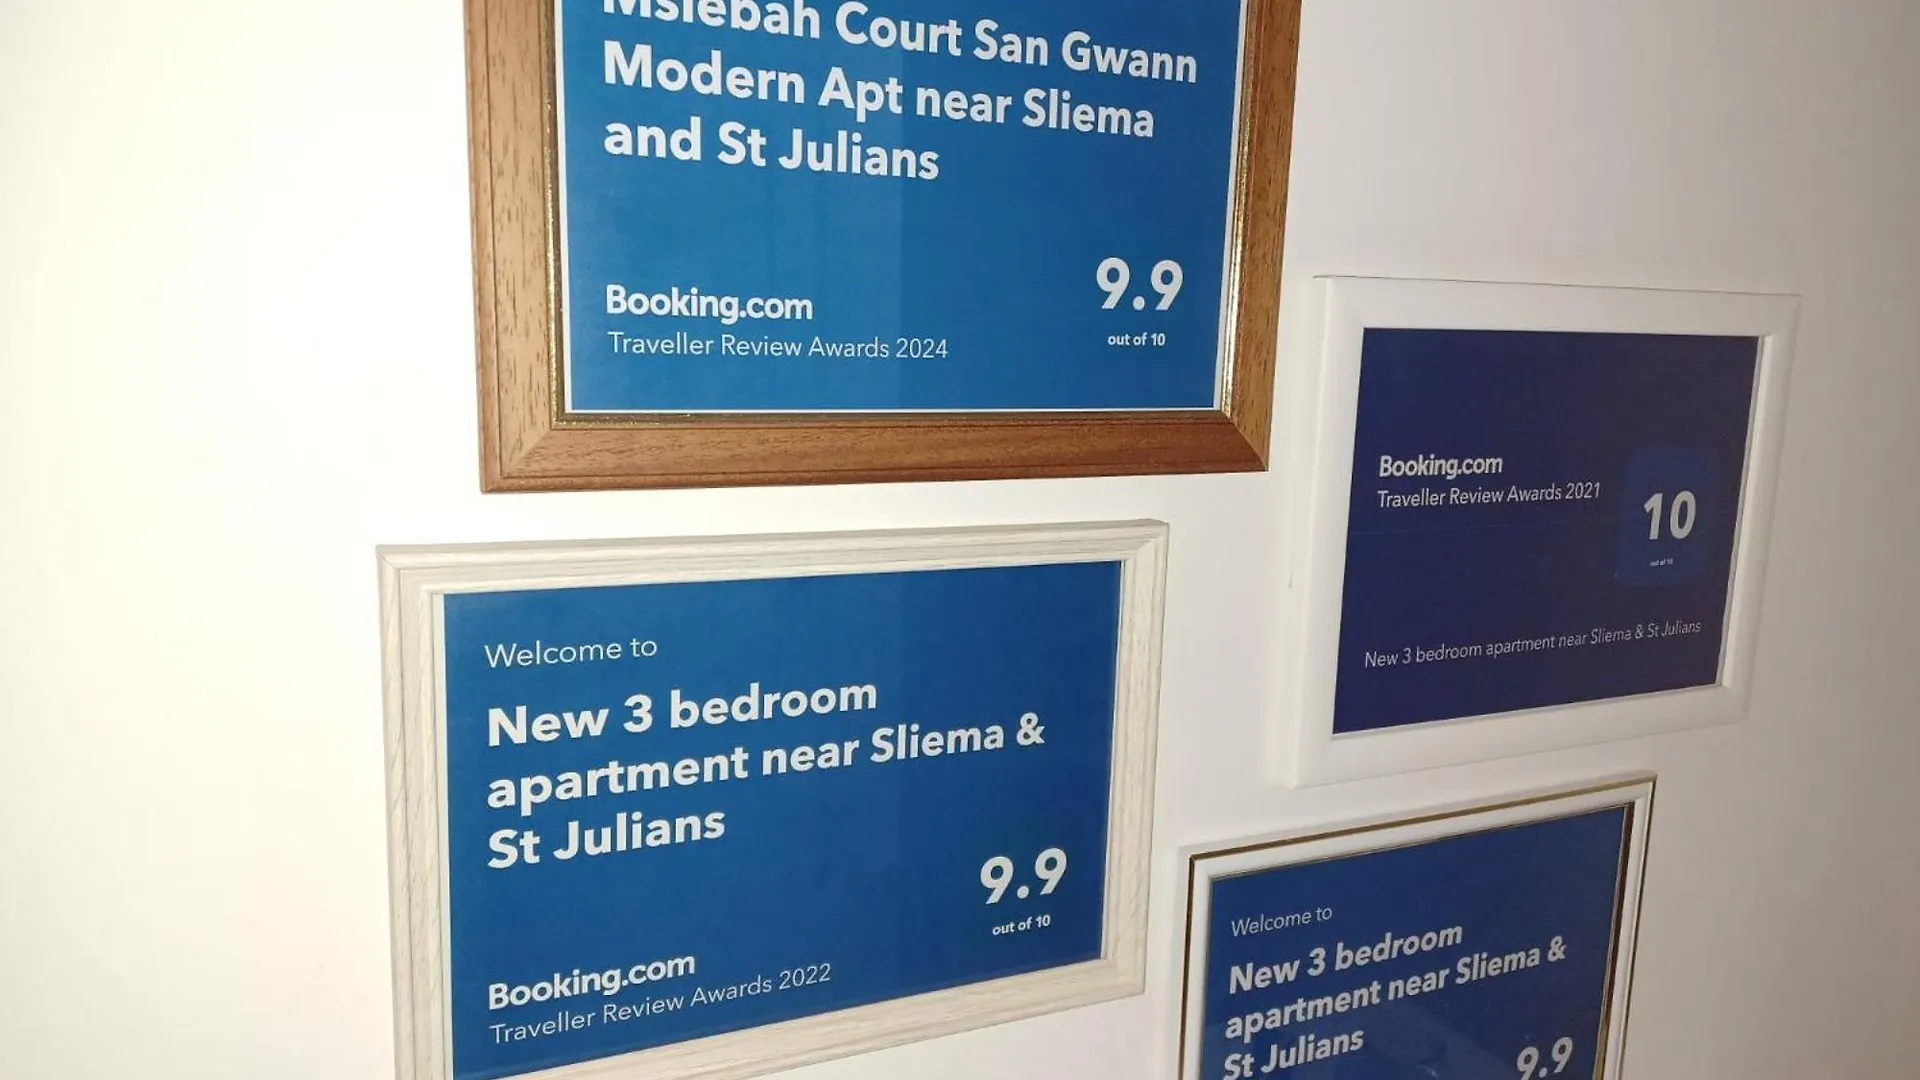 Msiebah Court San Gwann
Modern Apt near Sliema
and St Julians
Booking.com
Traveller Review Awards 2024
9.9
out of 10
Booking.com
Traveller Review Awards 2021
10
out of 10
New 3 bedroom apartment near Sliema & St Julians
Welcome to
New 3 bedroom
apartment near Sliema &
St Julians
9.9
out of 10
Booking.com
Traveller Review Awards 2022
Welcome to
New 3 bedroom
apartment near Sliema &
St Julians
9.9